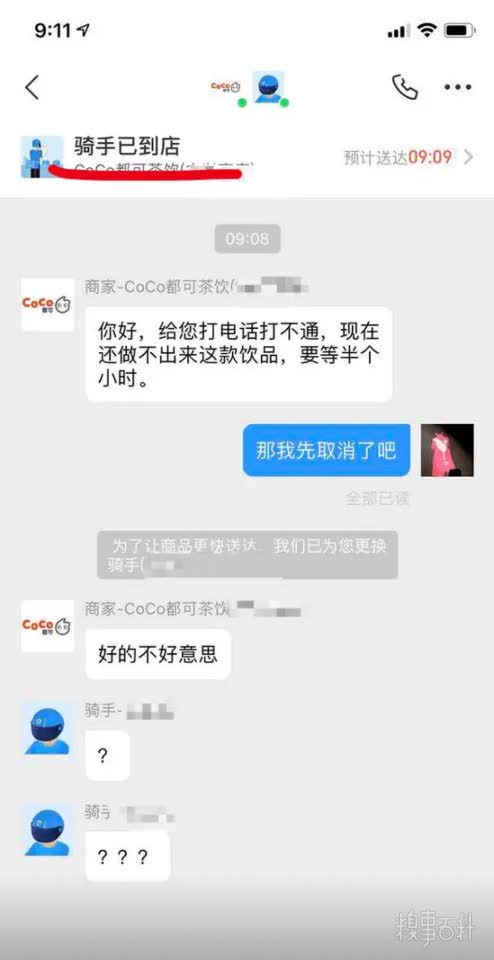 9:11
CoCo
骑手已到店
预计送达09:09
CoCo都可茶饮(
09:08
CoCo
都可
商家-CoCo都可茶饮(
你好，给您打电话打不通，现在
还做不出来这款饮品，要等半个
小时。
那我先取消了吧
全部已读
为了让商品更快送达，我们已为您更换
骑手(
商家-CoCo都可茶饮
CoCo
都可
好的不好意思
骑手-
？
骑手
？？？
糗事百科